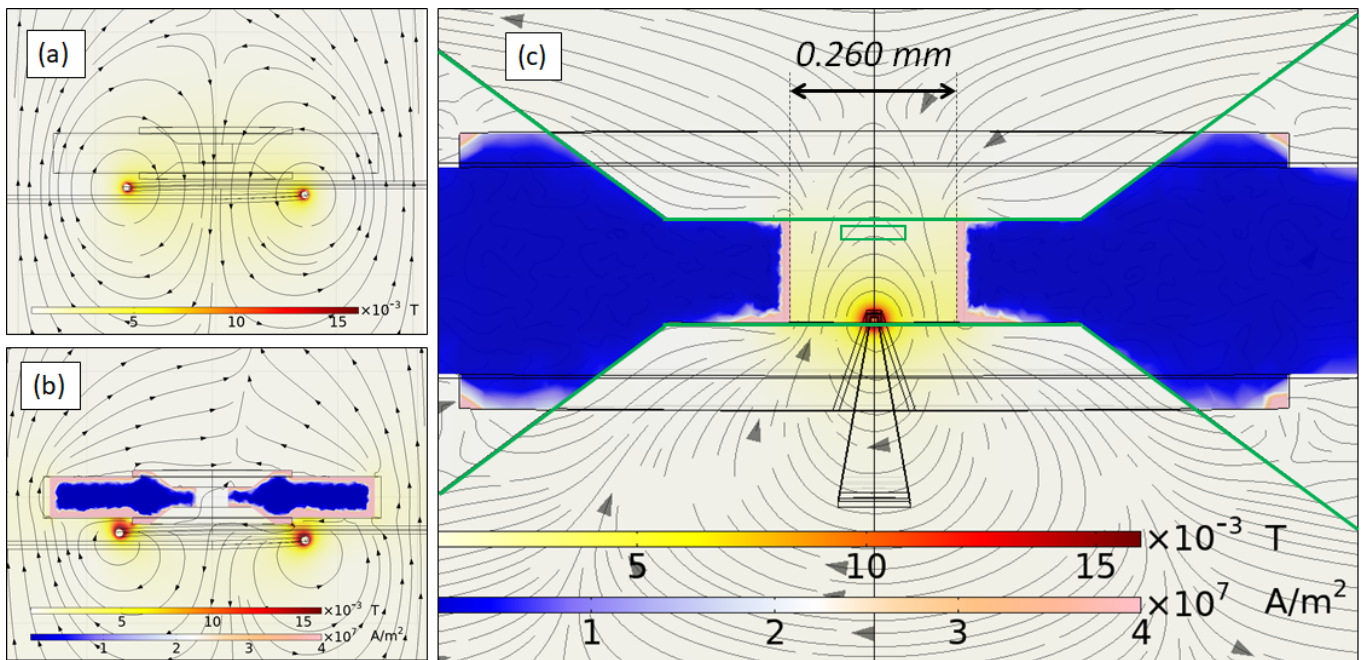 (a)
5 10 15 ×10⁻³ T
(b)
5 10 15 ×10⁻³ T
1 2 3 4 ×10⁷ A/m²
(c)
0.260 mm
5 10 15 ×10⁻³ T
1 2 3 4 ×10⁷ A/m²